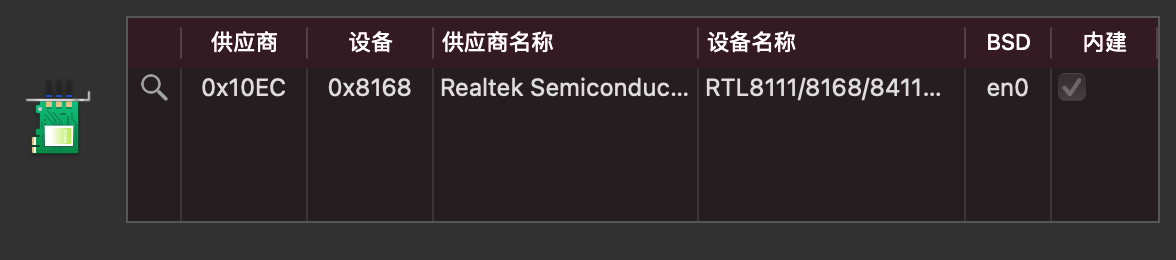 供应商 设备 供应商名称 设备名称 BSD 内建
0x10EC 0x8168 Realtek Semiconduc... RTL8111/8168/8411... en0